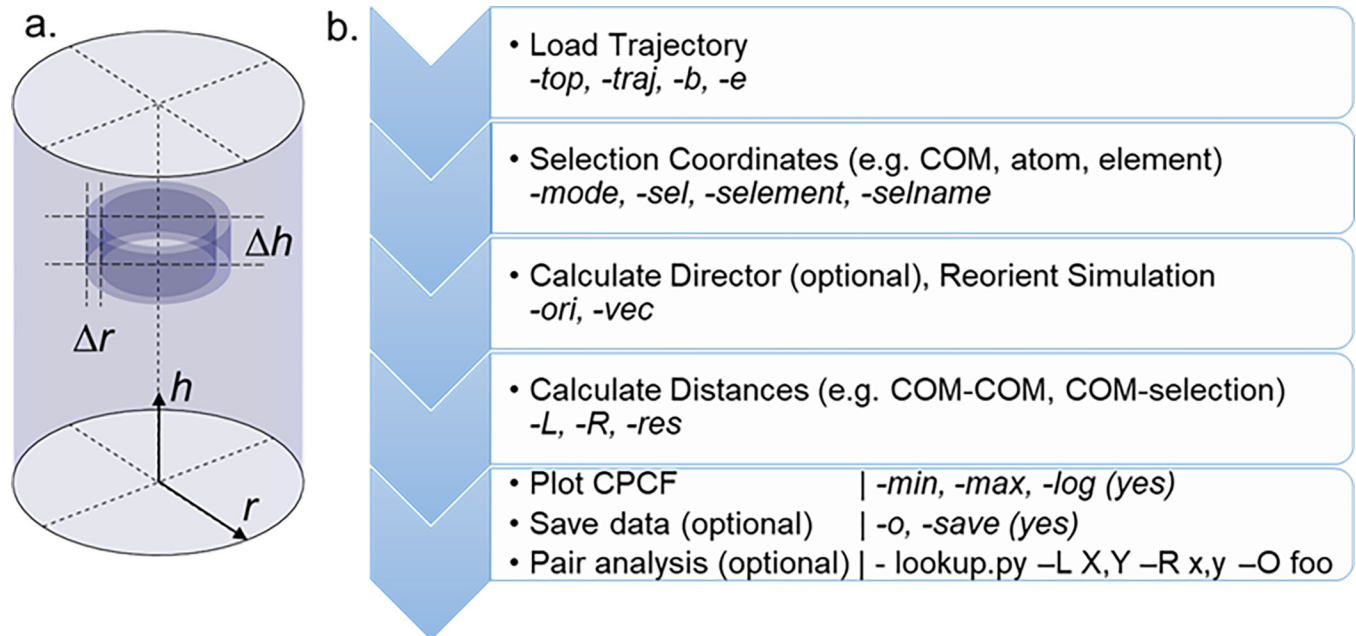 a.
Δh
Δr
h
r
b.
• Load Trajectory
-top, -traj, -b, -e
• Selection Coordinates (e.g. COM, atom, element)
-mode, -sel, -selement, -selname
• Calculate Director (optional), Reorient Simulation
-ori, -vec
• Calculate Distances (e.g. COM-COM, COM-selection)
-L, -R, -res
• Plot CPCF | -min, -max, -log (yes)
• Save data (optional) | -o, -save (yes)
• Pair analysis (optional) | - lookup.py –L X,Y –R x,y –O foo